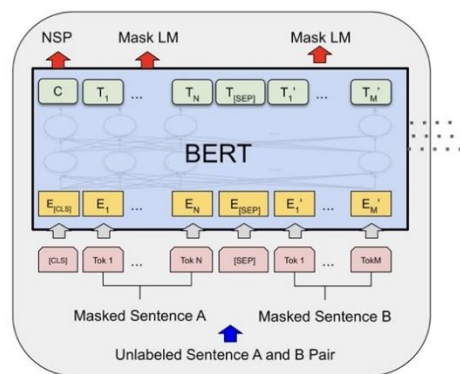 NSP Mask LM Mask LM
C T1 ... TN T[SEP] T1' ... TM'
BERT
E[CLS] E1 ... EN E[SEP] E1' ... EM'
[CLS] Tok 1 ... Tok N [SEP] Tok 1 ... TokM
Masked Sentence A Masked Sentence B
Unlabeled Sentence A and B Pair